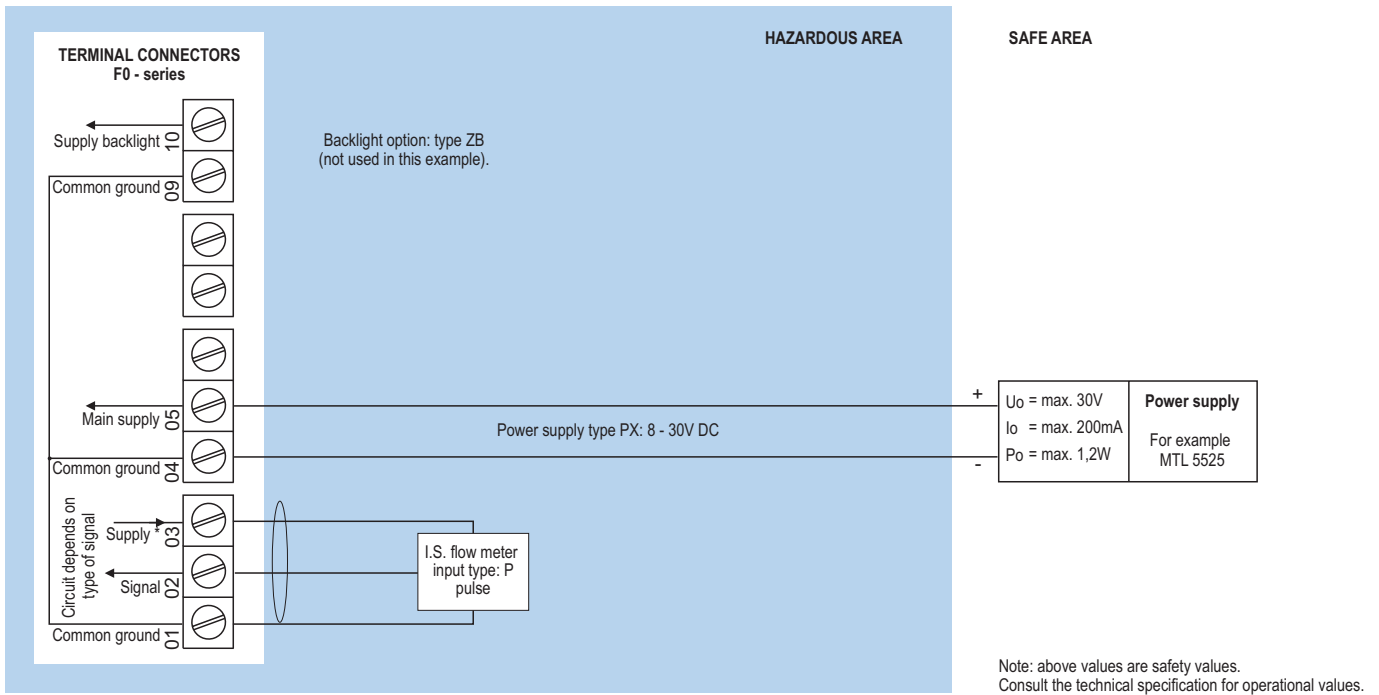 HAZARDOUS AREA
SAFE AREA
TERMINAL CONNECTORS
F0 - series
Supply backlight 10
Common ground 09
Backlight option: type ZB
(not used in this example).
Main supply 05
Common ground 04
Power supply type PX: 8 - 30V DC
+
-
Uo = max. 30V
Io = max. 200mA
Po = max. 1,2W
Power supply
For example
MTL 5525
Circuit depends on
type of signal
Supply * 03
Signal 02
Common ground 01
I.S. flow meter
input type: P
pulse
Note: above values are safety values.
Consult the technical specification for operational values.